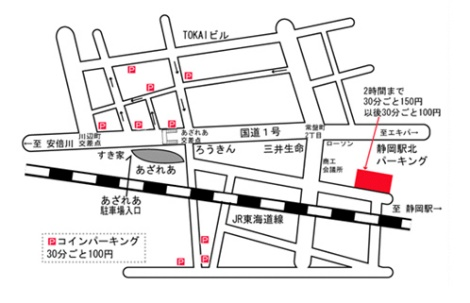 TOKAIビル
P
P
P
P
P
P
P
2時間まで
30分ごと150円
以後30分ごと100円
川辺町
交差点
あざれあ
交差点
国道1号
常盤町
2丁目
←至 安倍川
至エキパー→
すき家
ろうきん
三井生命
ローソン
静岡駅北
パーキング
商工
会議所
あざれあ
あざれあ
駐車場入口
至 静岡駅→
JR東海道線
Pコインパーキング
30分ごと100円
P
P
P